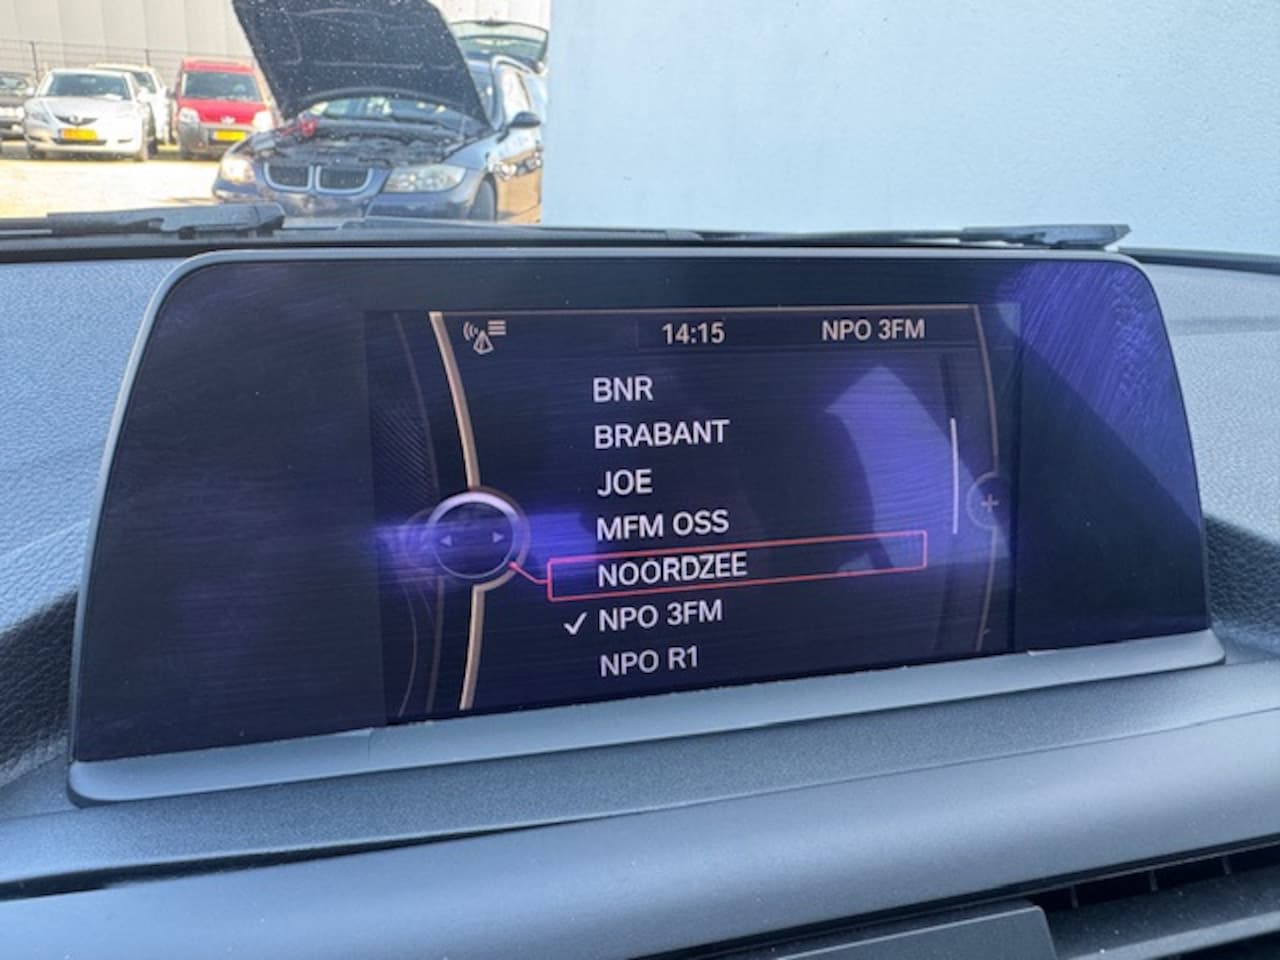 14:15 NPO 3FM
BNR
BRABANT
JOE
MFM OSS
NOORDZEE
✓ NPO 3FM
NPO R1